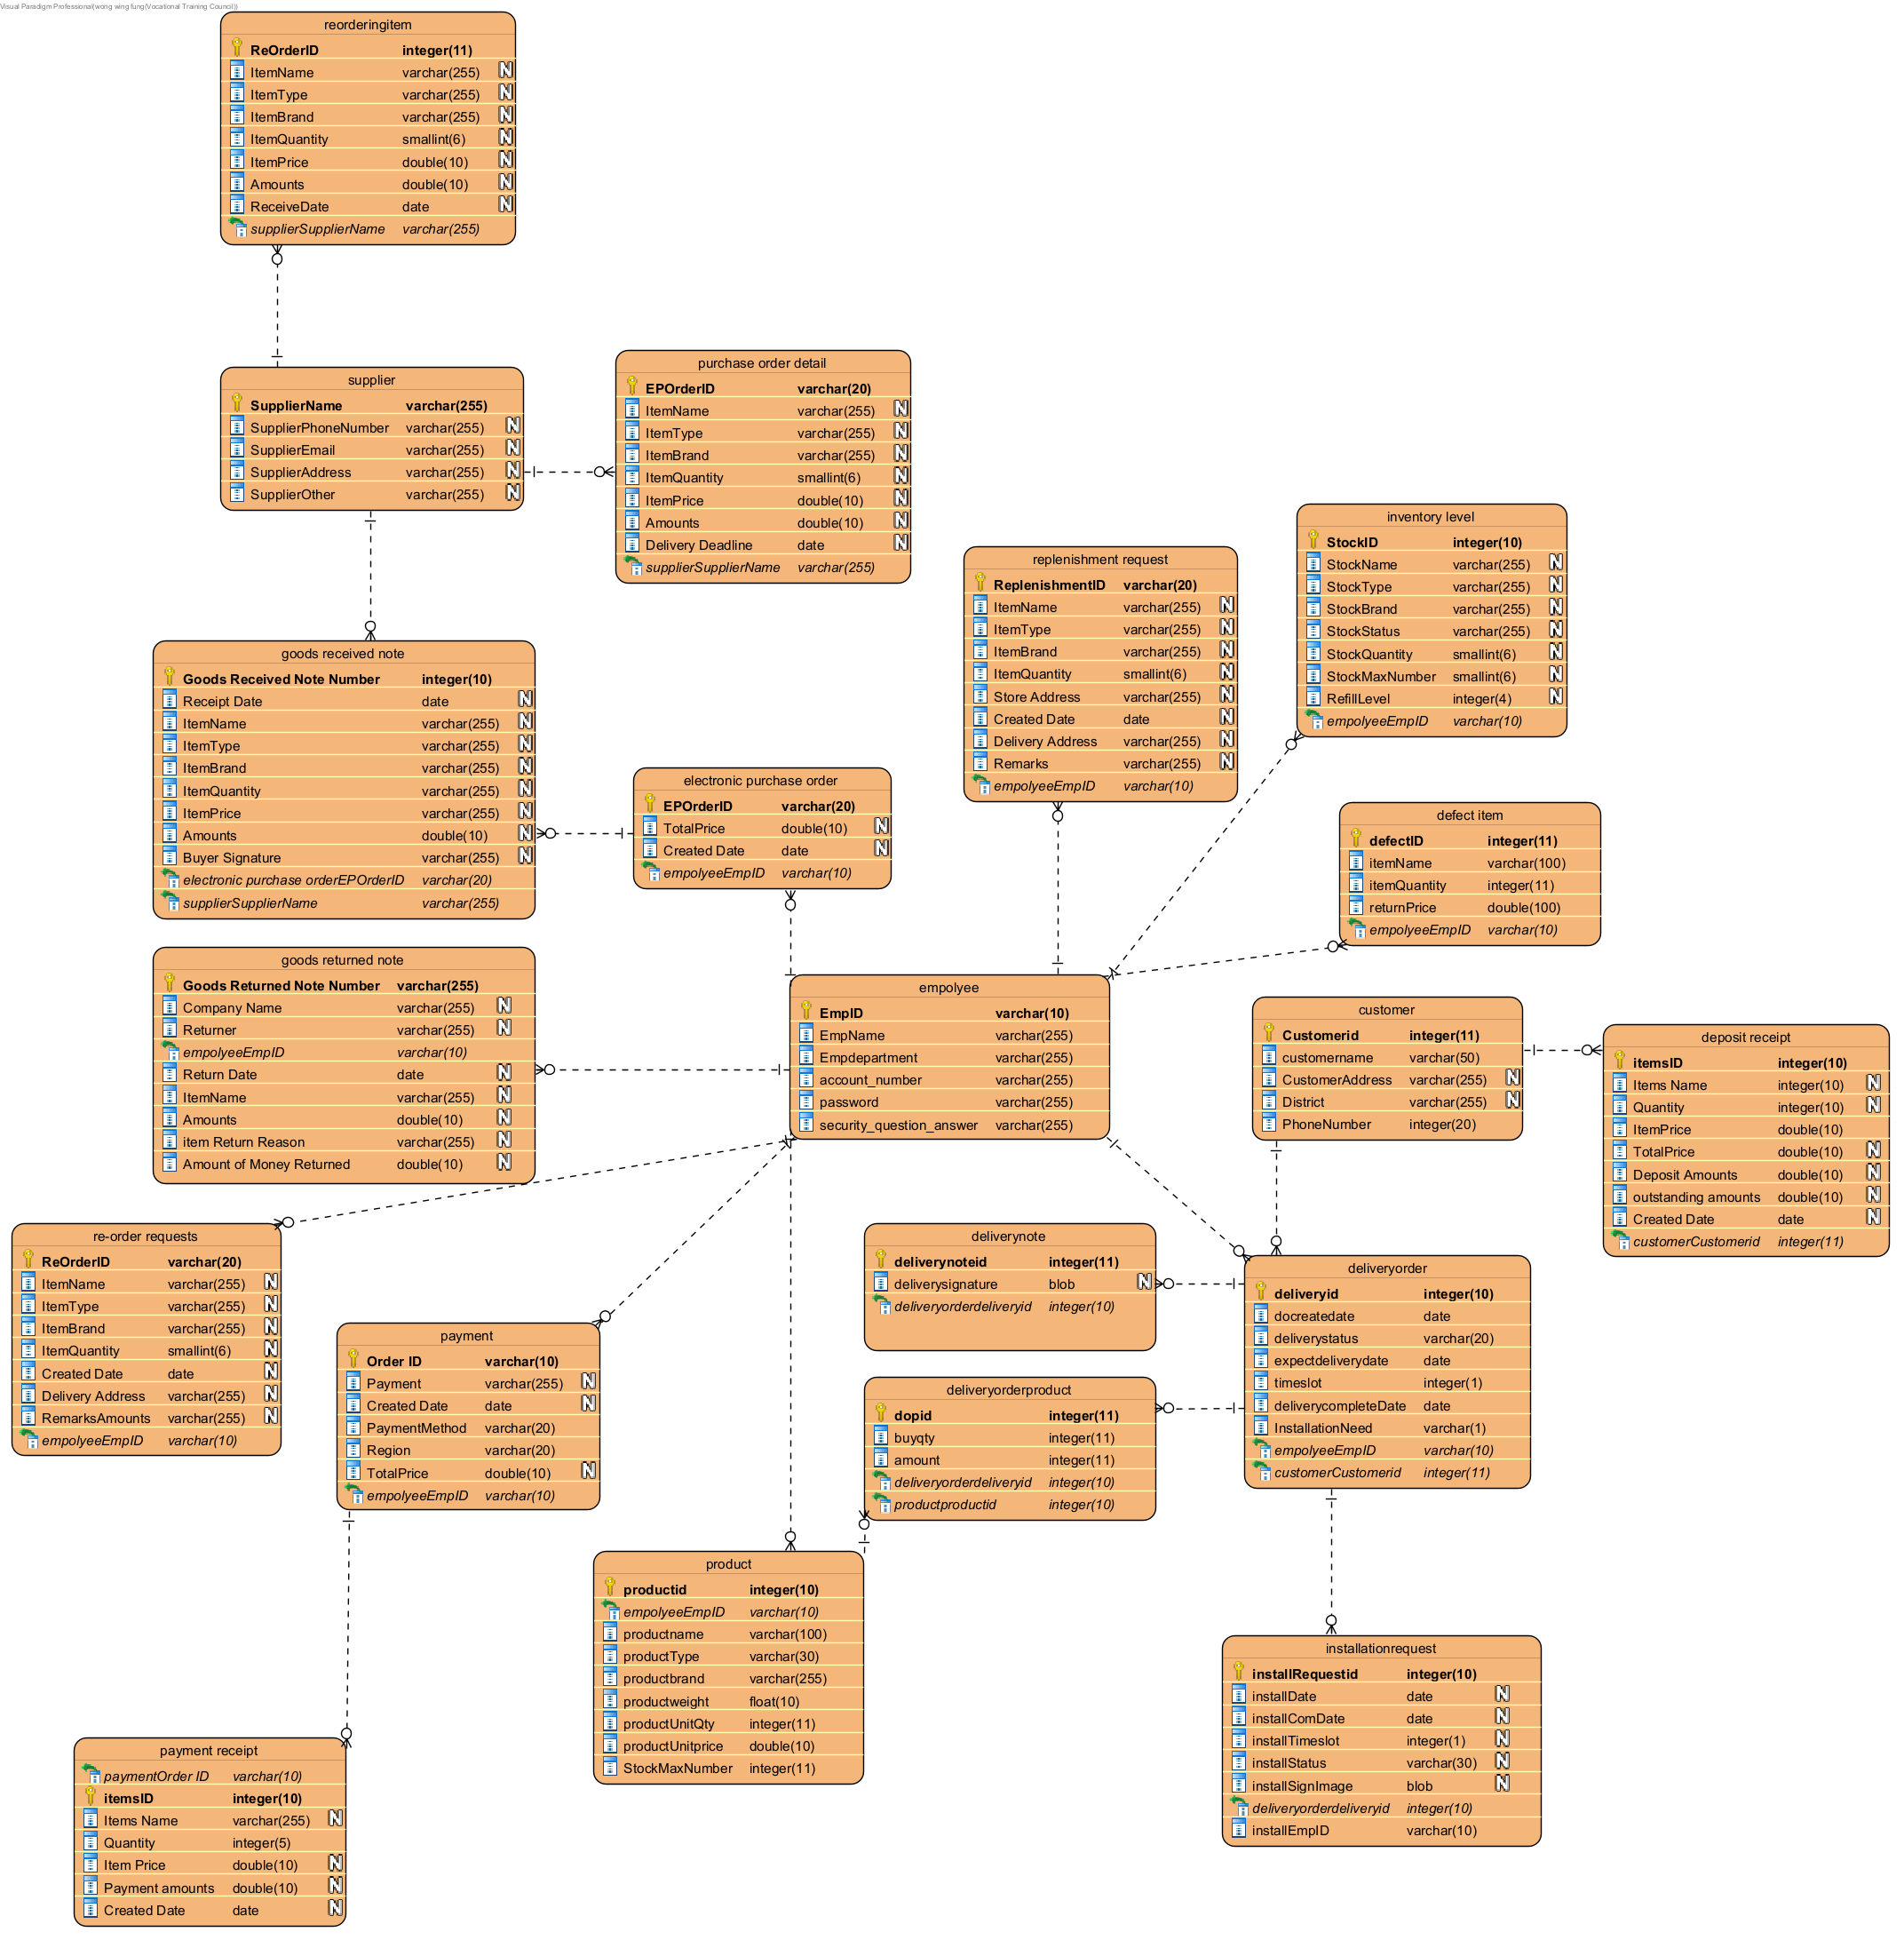 Visual Paradigm Professional(wong wing fung(Vocational Training Council))
reorderingitem
ReOrderID integer(11)
ItemName varchar(255) N
ItemType varchar(255) N
ItemBrand varchar(255) N
ItemQuantity smallint(6) N
ItemPrice double(10) N
Amounts double(10) N
ReceiveDate date N
supplierSupplierName varchar(255)
supplier
SupplierName varchar(255)
SupplierPhoneNumber varchar(255) N
SupplierEmail varchar(255) N
SupplierAddress varchar(255) N
SupplierOther varchar(255) N
purchase order detail
EPOrderID varchar(20)
ItemName varchar(255) N
ItemType varchar(255) N
ItemBrand varchar(255) N
ItemQuantity smallint(6) N
ItemPrice double(10) N
Amounts double(10) N
Delivery Deadline date N
supplierSupplierName varchar(255)
replenishment request
ReplenishmentID varchar(20)
ItemName varchar(255) N
ItemType varchar(255) N
ItemBrand varchar(255) N
ItemQuantity smallint(6) N
Store Address varchar(255) N
Created Date date N
Delivery Address varchar(255) N
Remarks varchar(255) N
empolyeeEmpID varchar(10)
inventory level
StockID integer(10)
StockName varchar(255) N
StockType varchar(255) N
StockBrand varchar(255) N
StockStatus varchar(255) N
StockQuantity smallint(6) N
StockMaxNumber smallint(6) N
RefillLevel integer(4) N
empolyeeEmpID varchar(10)
goods received note
Goods Received Note Number integer(10)
Receipt Date date N
ItemName varchar(255) N
ItemType varchar(255) N
ItemBrand varchar(255) N
ItemQuantity varchar(255) N
ItemPrice varchar(255) N
Amounts double(10) N
Buyer Signature varchar(255) N
electronic purchase orderEPOrderID varchar(20)
supplierSupplierName varchar(255)
electronic purchase order
EPOrderID varchar(20)
TotalPrice double(10) N
Created Date date N
empolyeeEmpID varchar(10)
defect item
defectID integer(11)
itemName varchar(100)
itemQuantity integer(11)
returnPrice double(100)
empolyeeEmpID varchar(10)
goods returned note
Goods Returned Note Number varchar(255)
Company Name varchar(255) N
Returner varchar(255) N
empolyeeEmpID varchar(10)
Return Date date N
ItemName varchar(255) N
Amounts double(10) N
item Return Reason varchar(255) N
Amount of Money Returned double(10) N
empolyee
EmpID varchar(10)
EmpName varchar(255)
Empdepartment varchar(255)
account_number varchar(255)
password varchar(255)
security_question_answer varchar(255)
customer
Customerid integer(11)
customername varchar(50)
CustomerAddress varchar(255) N
District varchar(255) N
PhoneNumber integer(20)
deposit receipt
itemsID integer(10)
Items Name integer(10) N
Quantity integer(10) N
ItemPrice double(10)
TotalPrice double(10) N
Deposit Amounts double(10) N
outstanding amounts double(10) N
Created Date date N
customerCustomerid integer(11)
re-order requests
ReOrderID varchar(20)
ItemName varchar(255) N
ItemType varchar(255) N
ItemBrand varchar(255) N
ItemQuantity smallint(6) N
Created Date date N
Delivery Address varchar(255) N
RemarksAmounts varchar(255) N
empolyeeEmpID varchar(10)
payment
Order ID varchar(10)
Payment varchar(255) N
Created Date date N
PaymentMethod varchar(20)
Region varchar(20)
TotalPrice double(10) N
empolyeeEmpID varchar(10)
deliverynote
deliverynoteid integer(11)
deliverysignature blob N
deliveryorderdeliveryid integer(10)
deliveryorder
deliveryid integer(10)
docreatedate date
deliverystatus varchar(20)
expectdeliverydate date
timeslot integer(1)
deliverycompleteDate date
InstallationNeed varchar(1)
empolyeeEmpID varchar(10)
customerCustomerid integer(11)
deliveryorderproduct
dopid integer(11)
buyqty integer(11)
amount integer(11)
deliveryorderdeliveryid integer(10)
productproductid integer(10)
product
productid integer(10)
empolyeeEmpID varchar(10)
productname varchar(100)
productType varchar(30)
productbrand varchar(255)
productweight float(10)
productUnitQty integer(11)
productUnitprice double(10)
StockMaxNumber integer(11)
installationrequest
installRequestid integer(10)
installDate date N
installComDate date N
installTimeslot integer(1) N
installStatus varchar(30) N
installSignImage blob N
deliveryorderdeliveryid integer(10)
installEmpID varchar(10)
payment receipt
paymentOrder ID varchar(10)
itemsID integer(10)
Items Name varchar(255) N
Quantity integer(5)
Item Price double(10) N
Payment amounts double(10) N
Created Date date N